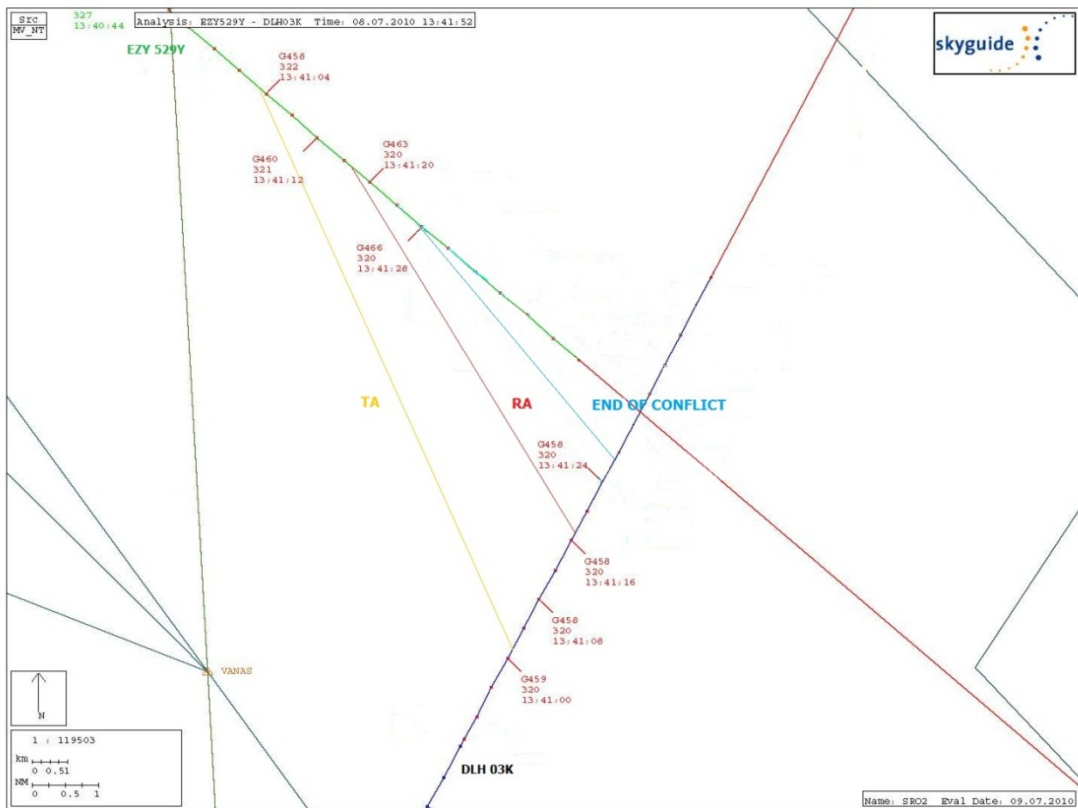 src
MV_NT
327
13:40:44
Analysis: EZY529Y - DLH03K Time: 08.07.2010 13:41:52
skyguide
EZY 529Y
G458
322
13:41:04
G460
321
13:41:12
G463
320
13:41:20
G466
320
13:41:28
TA
RA
END OF CONFLICT
G458
320
13:41:24
G458
320
13:41:16
G458
320
13:41:08
G459
320
13:41:00
VANAS
N
1 : 119503
km
0 0.51
NM
0 0.5 1
DLH 03K
Name: SRO2 Eval Date: 09.07.2010